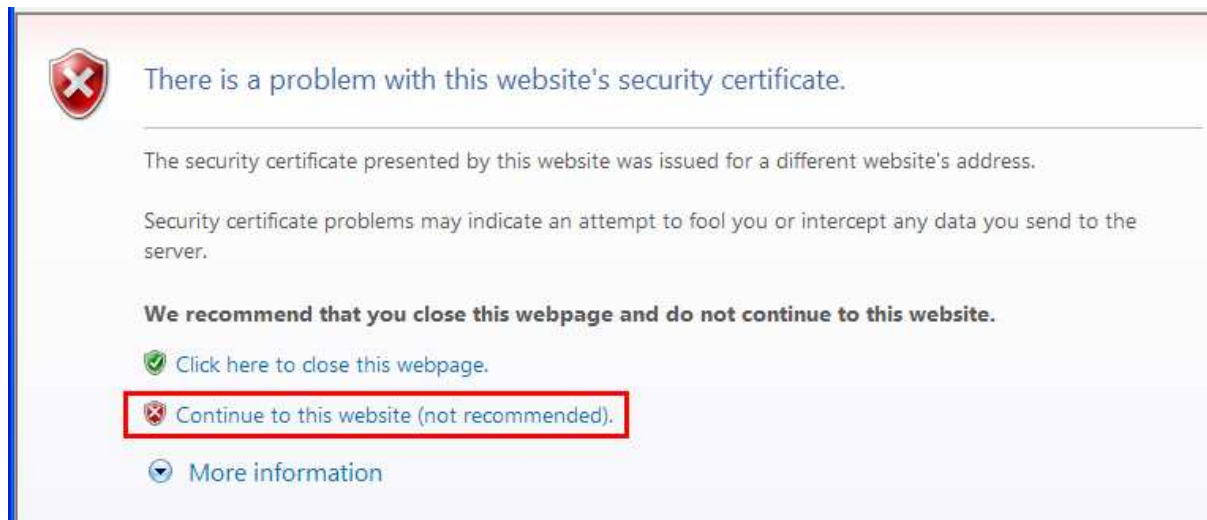 There is a problem with this website's security certificate.
The security certificate presented by this website was issued for a different website's address.
Security certificate problems may indicate an attempt to fool you or intercept any data you send to the
server.
We recommend that you close this webpage and do not continue to this website.
Click here to close this webpage.
Continue to this website (not recommended).
More information